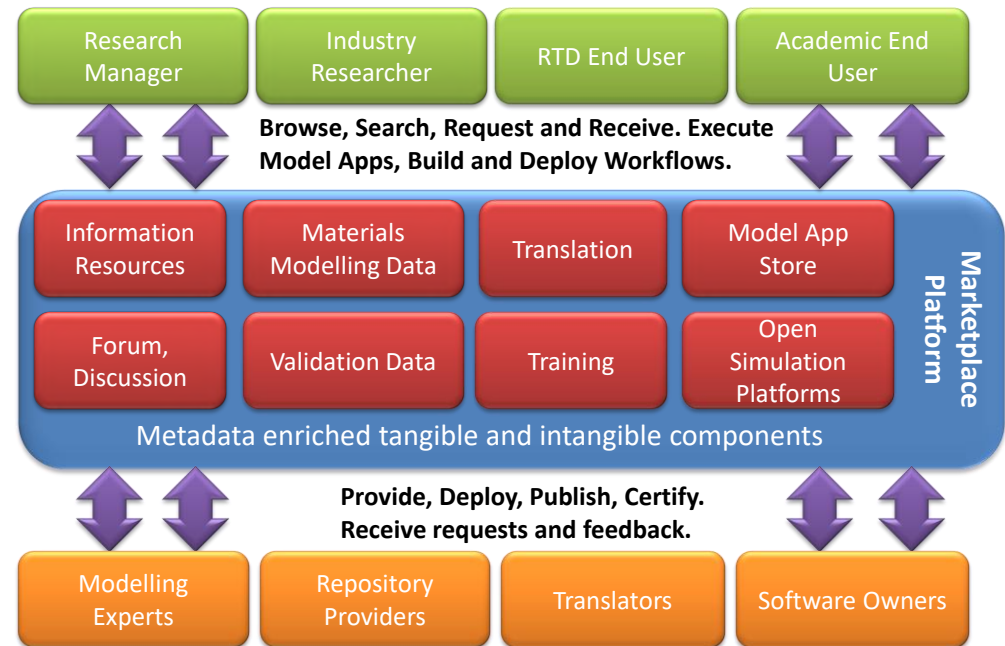 Research
Manager
Industry
Researcher
RTD End User
Academic End
User
Browse, Search, Request and Receive. Execute
Model Apps, Build and Deploy Workflows.
Information
Resources
Materials
Modelling Data
Translation
Model App
Store
Forum,
Discussion
Validation Data
Training
Open
Simulation
Platforms
Marketplace
Platform
Metadata enriched tangible and intangible components
Provide, Deploy, Publish, Certify.
Receive requests and feedback.
Modelling
Experts
Repository
Providers
Translators
Software Owners